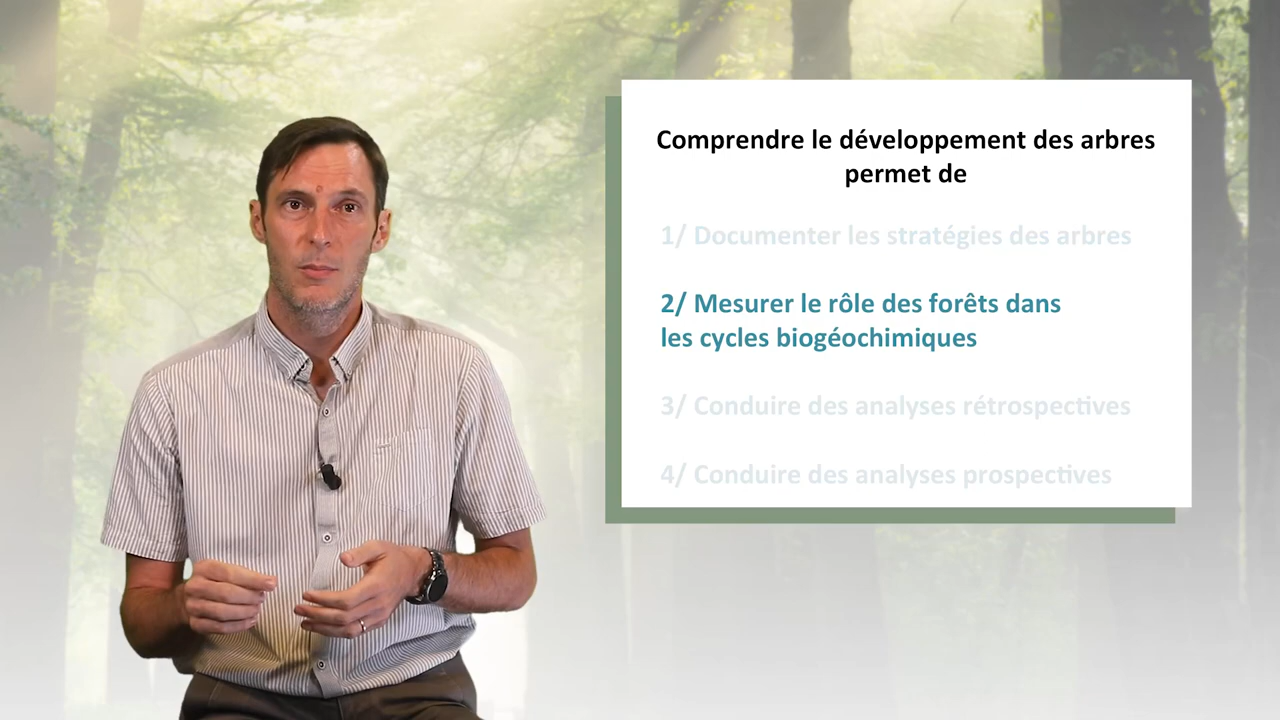 Comprendre le développement des arbres
permet de
1/ Documenter les stratégies des arbres
2/ Mesurer le rôle des forêts dans
les cycles biogéochimiques
3/ Conduire des analyses rétrospectives
4/ Conduire des analyses prospectives